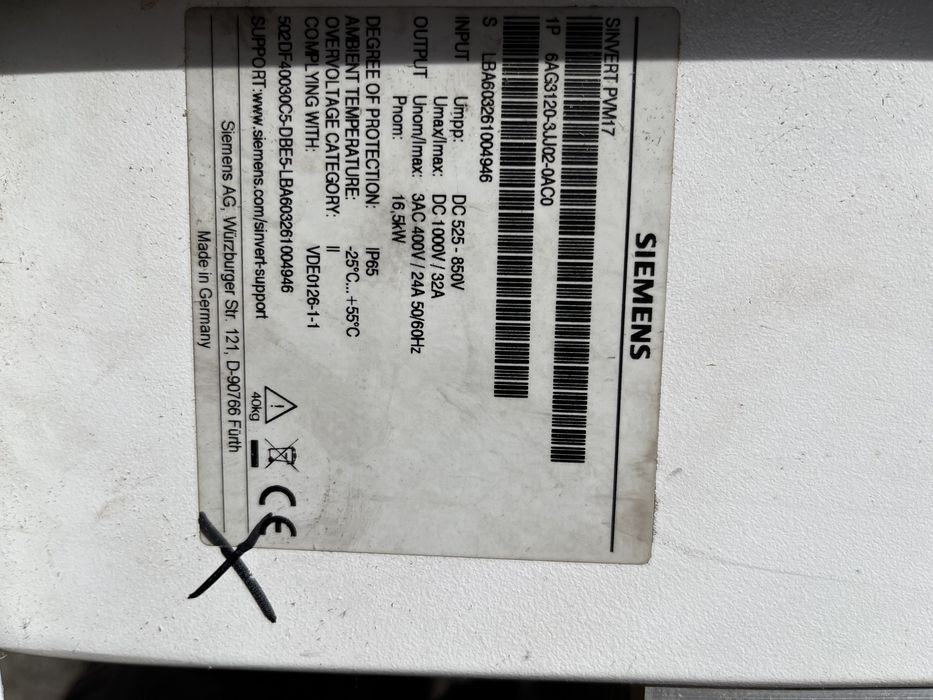 SIEMENS
SINVERT PVM17
1P 6AG3120-3JJ02-0AC0
S LBA603261004946
INPUT Umpp: DC 525 - 850V
Umax/Imax: DC 1000V / 32A
OUTPUT Unom/Imax: 3AC 400V / 24A 50/60Hz
Pnom: 16,5kW
DEGREE OF PROTECTION: IP65
AMBIENT TEMPERATURE: -25°C... +55°C
OVERVOLTAGE CATEGORY: II
COMPLYING WITH: VDE0126-1-1
502DF40030C5-DBE5-LBA603261004946
SUPPORT:www.siemens.com/sinvert-support
40kg
CE
Siemens AG, Würzburger Str. 121, D-90766 Fürth
Made in Germany